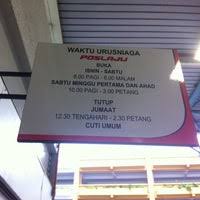 WAKTU URUSNIAGA
POSLAJU
BUKA
ISNIN - SABTU
8.00 PAGI - 8.00 MALAM
SABTU MINGGU PERTAMA DAN AHAD
10.00 PAGI - 3.00 PETANG
TUTUP
JUMAAT
12.30 TENGAHARI - 2.30 PETANG
CUTI UMUM